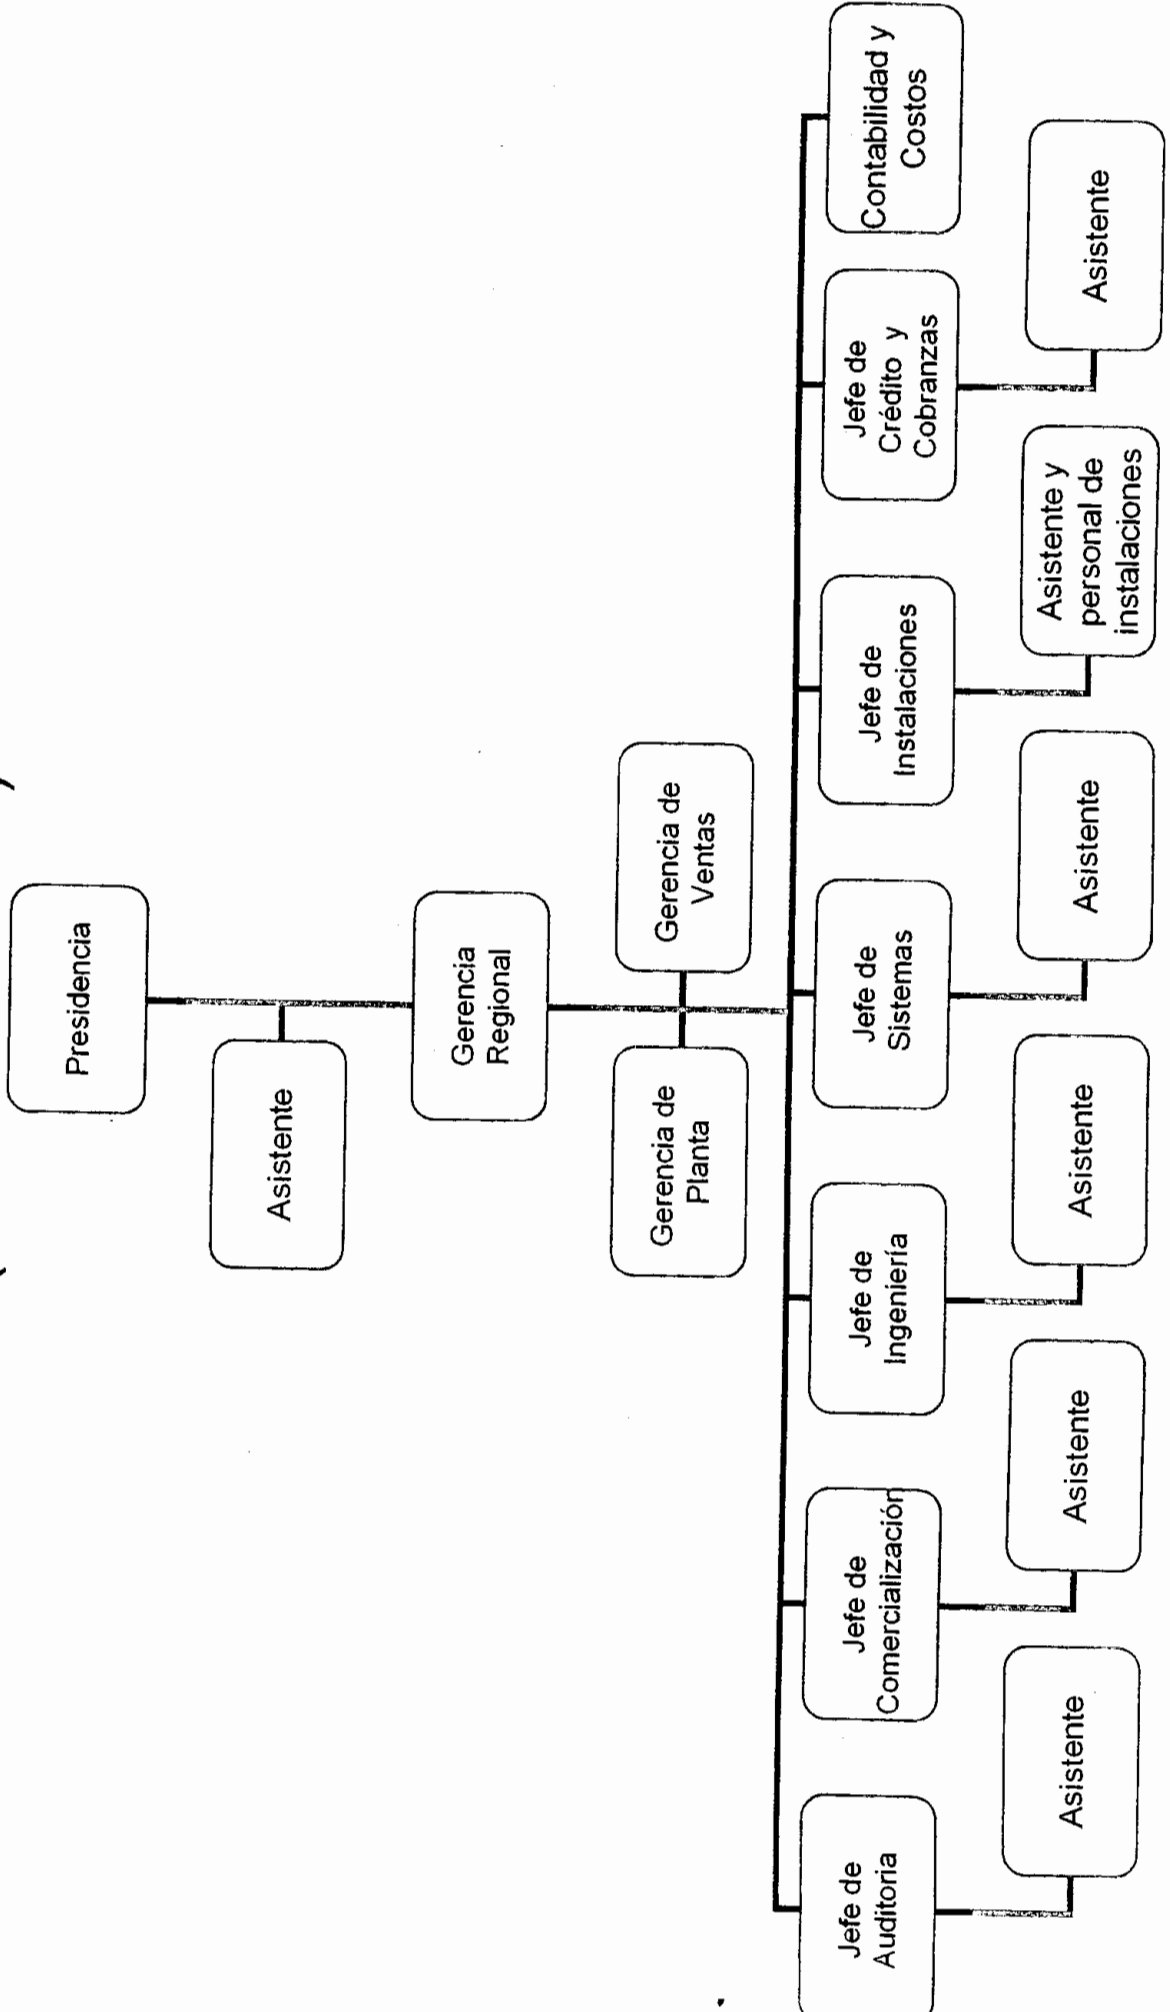 Presidencia
Asistente
Gerencia
Regional
Gerencia de
Planta
Gerencia de
Ventas
Jefe de
Auditoria
Jefe de
Comercialización
Jefe de
Ingeniería
Jefe de
Sistemas
Jefe de
Instalaciones
Jefe de
Crédito y
Cobranzas
Contabilidad y
Costos
Asistente
Asistente
Asistente
Asistente
Asistente y
personal de
instalaciones
Asistente